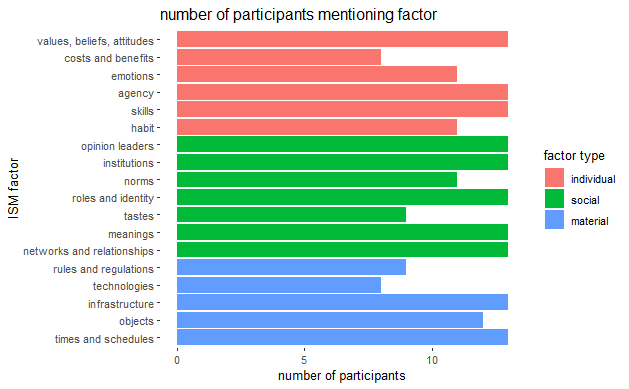 number of participants mentioning factor
values, beliefs, attitudes
costs and benefits
emotions
agency
skills
habit
opinion leaders
institutions
norms
roles and identity
tastes
meanings
networks and relationships
rules and regulations
technologies
infrastructure
objects
times and schedules
ISM factor
0 5 10
number of participants
factor type
individual
social
material